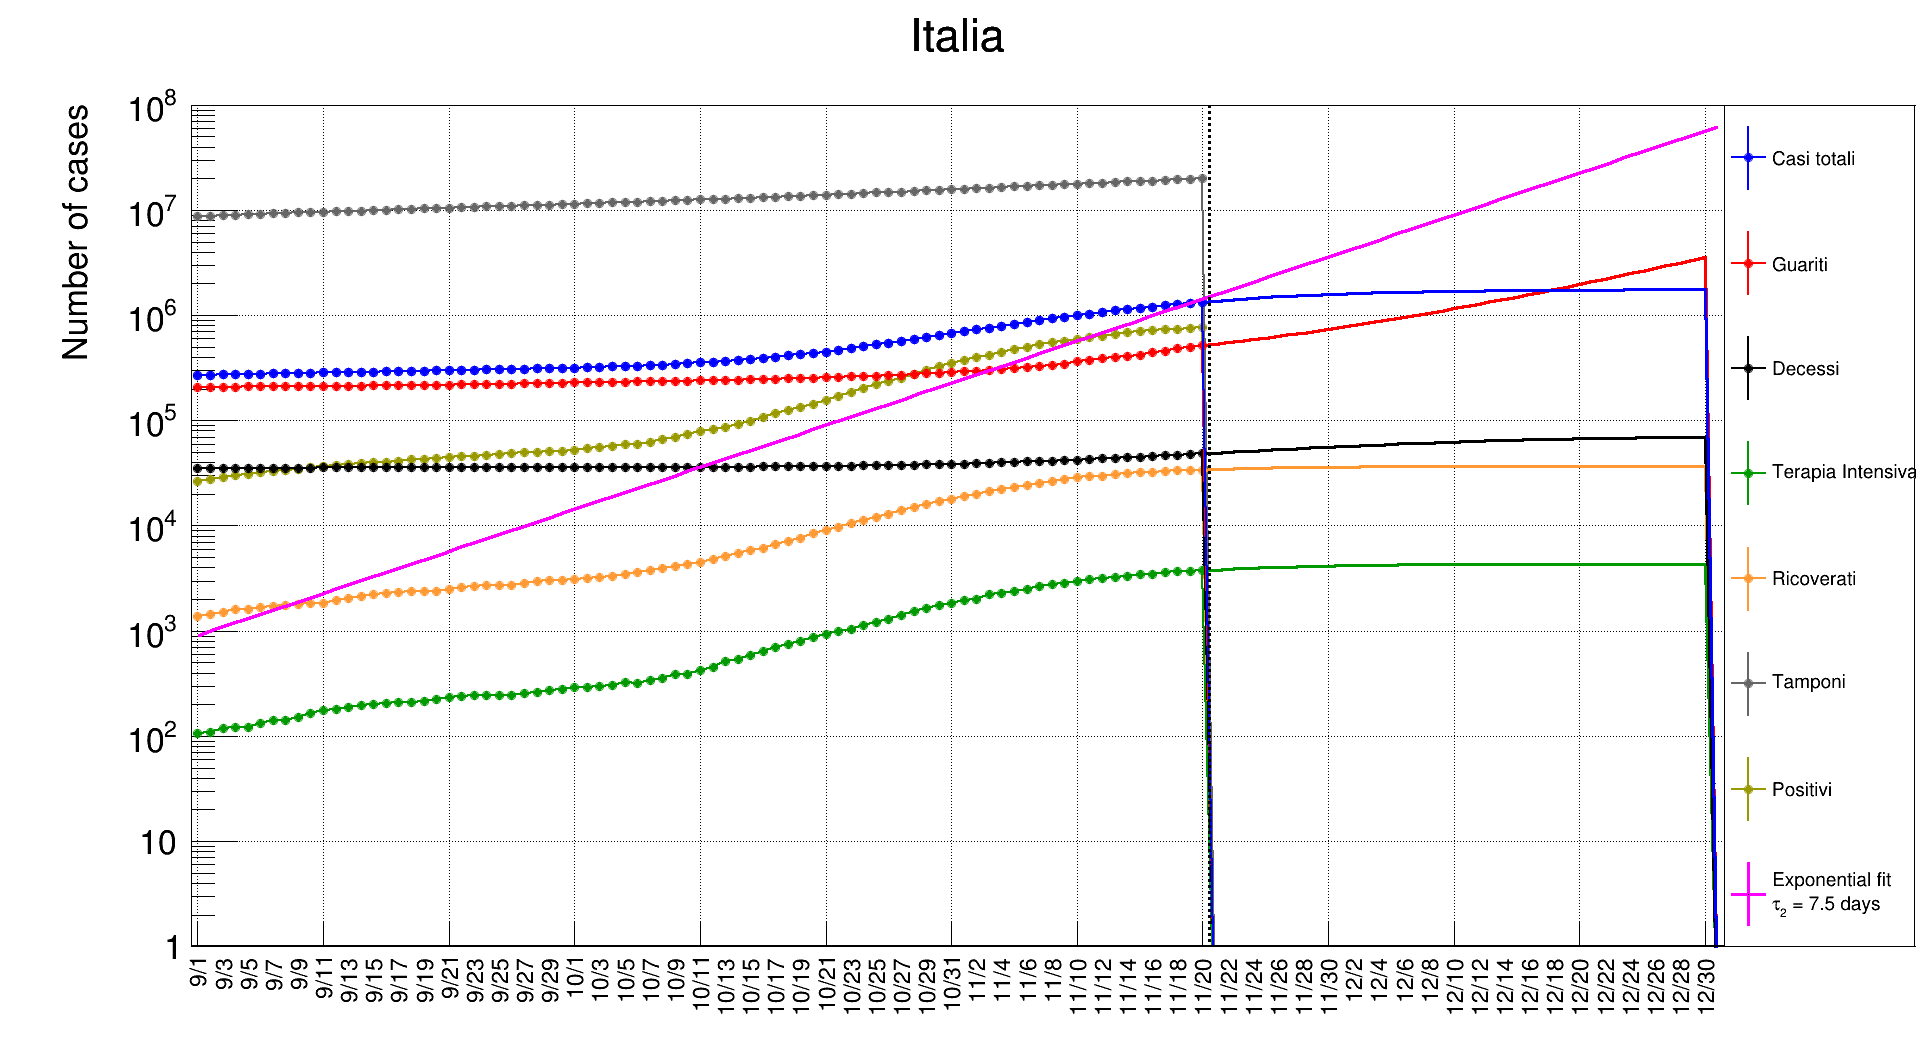 Italia
Number of cases
10^8
10^7
10^6
10^5
10^4
10^3
10^2
10
1
9/1 9/3 9/5 9/7 9/9 9/11 9/13 9/15 9/17 9/19 9/21 9/23 9/25 9/27 9/29 10/1 10/3 10/5 10/7 10/9 10/11 10/13 10/15 10/17 10/19 10/21 10/23 10/25 10/27 10/29 10/31 11/2 11/4 11/6 11/8 11/10 11/12 11/14 11/16 11/18 11/20 11/22 11/24 11/26 11/28 11/30 12/2 12/4 12/6 12/8 12/10 12/12 12/14 12/16 12/18 12/20 12/22 12/24 12/26 12/28 12/30
Casi totali
Guariti
Decessi
Terapia Intensiva
Ricoverati
Tamponi
Positivi
Exponential fit
τ₂ = 7.5 days